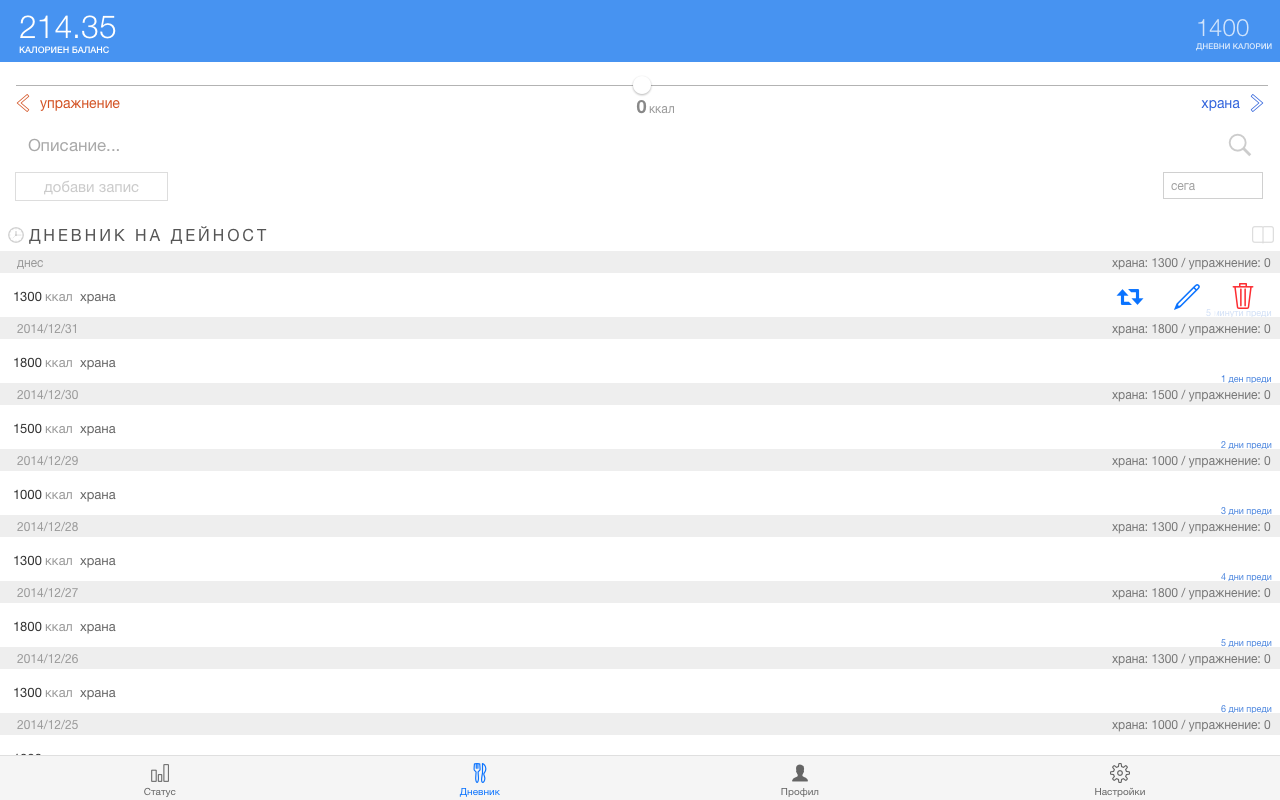 214.35
КАЛОРИЕН БАЛАНС
1400
ДНЕВНИ КАЛОРИИ
упражнение
0 ккал
храна
Описание...
добави запис
сега
ДНЕВНИК НА ДЕЙНОСТ
днес храна: 1300 / упражнение: 0
1300 ккал храна
5 минути преди
2014/12/31 храна: 1800 / упражнение: 0
1800 ккал храна
1 ден преди
2014/12/30 храна: 1500 / упражнение: 0
1500 ккал храна
2 дни преди
2014/12/29 храна: 1000 / упражнение: 0
1000 ккал храна
3 дни преди
2014/12/28 храна: 1300 / упражнение: 0
1300 ккал храна
4 дни преди
2014/12/27 храна: 1800 / упражнение: 0
1800 ккал храна
5 дни преди
2014/12/26 храна: 1300 / упражнение: 0
1300 ккал храна
6 дни преди
2014/12/25 храна: 1000 / упражнение: 0
Статус
Дневник
Профил
Настройки